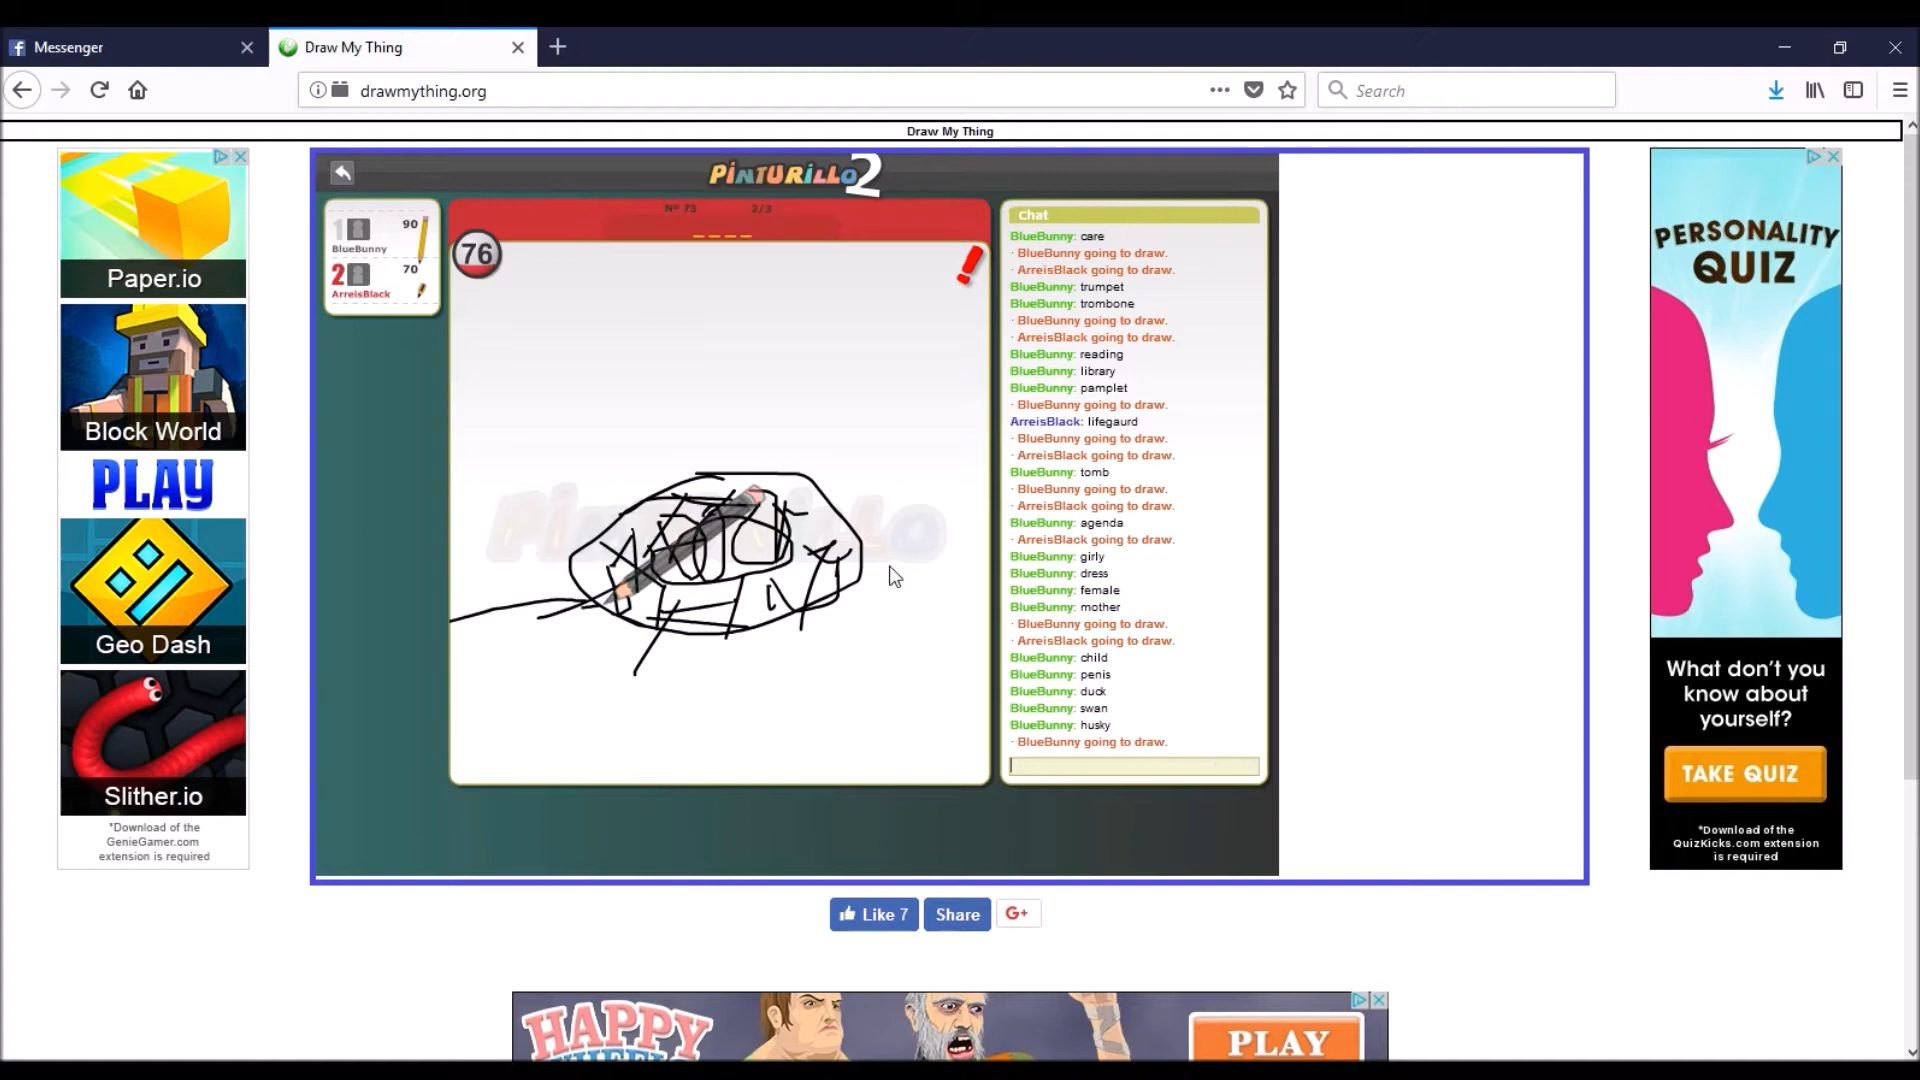 Messenger
Draw My Thing
drawmything.org
Search
Draw My Thing
Paper.io
Block World
PLAY
Geo Dash
Slither.io
*Download of the
GenieGamer.com
extension is required
PiNTURiLLO 2
Nº 73 2/3
1 90
BlueBunny
2 70
ArreisBlack
76
Chat
BlueBunny: care
· BlueBunny going to draw.
· ArreisBlack going to draw.
BlueBunny: trumpet
BlueBunny: trombone
· BlueBunny going to draw.
· ArreisBlack going to draw.
BlueBunny: reading
BlueBunny: library
BlueBunny: pamplet
· BlueBunny going to draw.
ArreisBlack: lifegaurd
· BlueBunny going to draw.
· ArreisBlack going to draw.
BlueBunny: tomb
· BlueBunny going to draw.
· ArreisBlack going to draw.
BlueBunny: agenda
· ArreisBlack going to draw.
BlueBunny: girly
BlueBunny: dress
BlueBunny: female
BlueBunny: mother
· BlueBunny going to draw.
· ArreisBlack going to draw.
BlueBunny: child
BlueBunny: penis
BlueBunny: duck
BlueBunny: swan
BlueBunny: husky
· BlueBunny going to draw.
PERSONALITY
QUIZ
What don't you
know about
yourself?
TAKE QUIZ
*Download of the
QuizKicks.com extension
is required
Like 7
Share
G+
HAPPY
WHEELS
PLAY